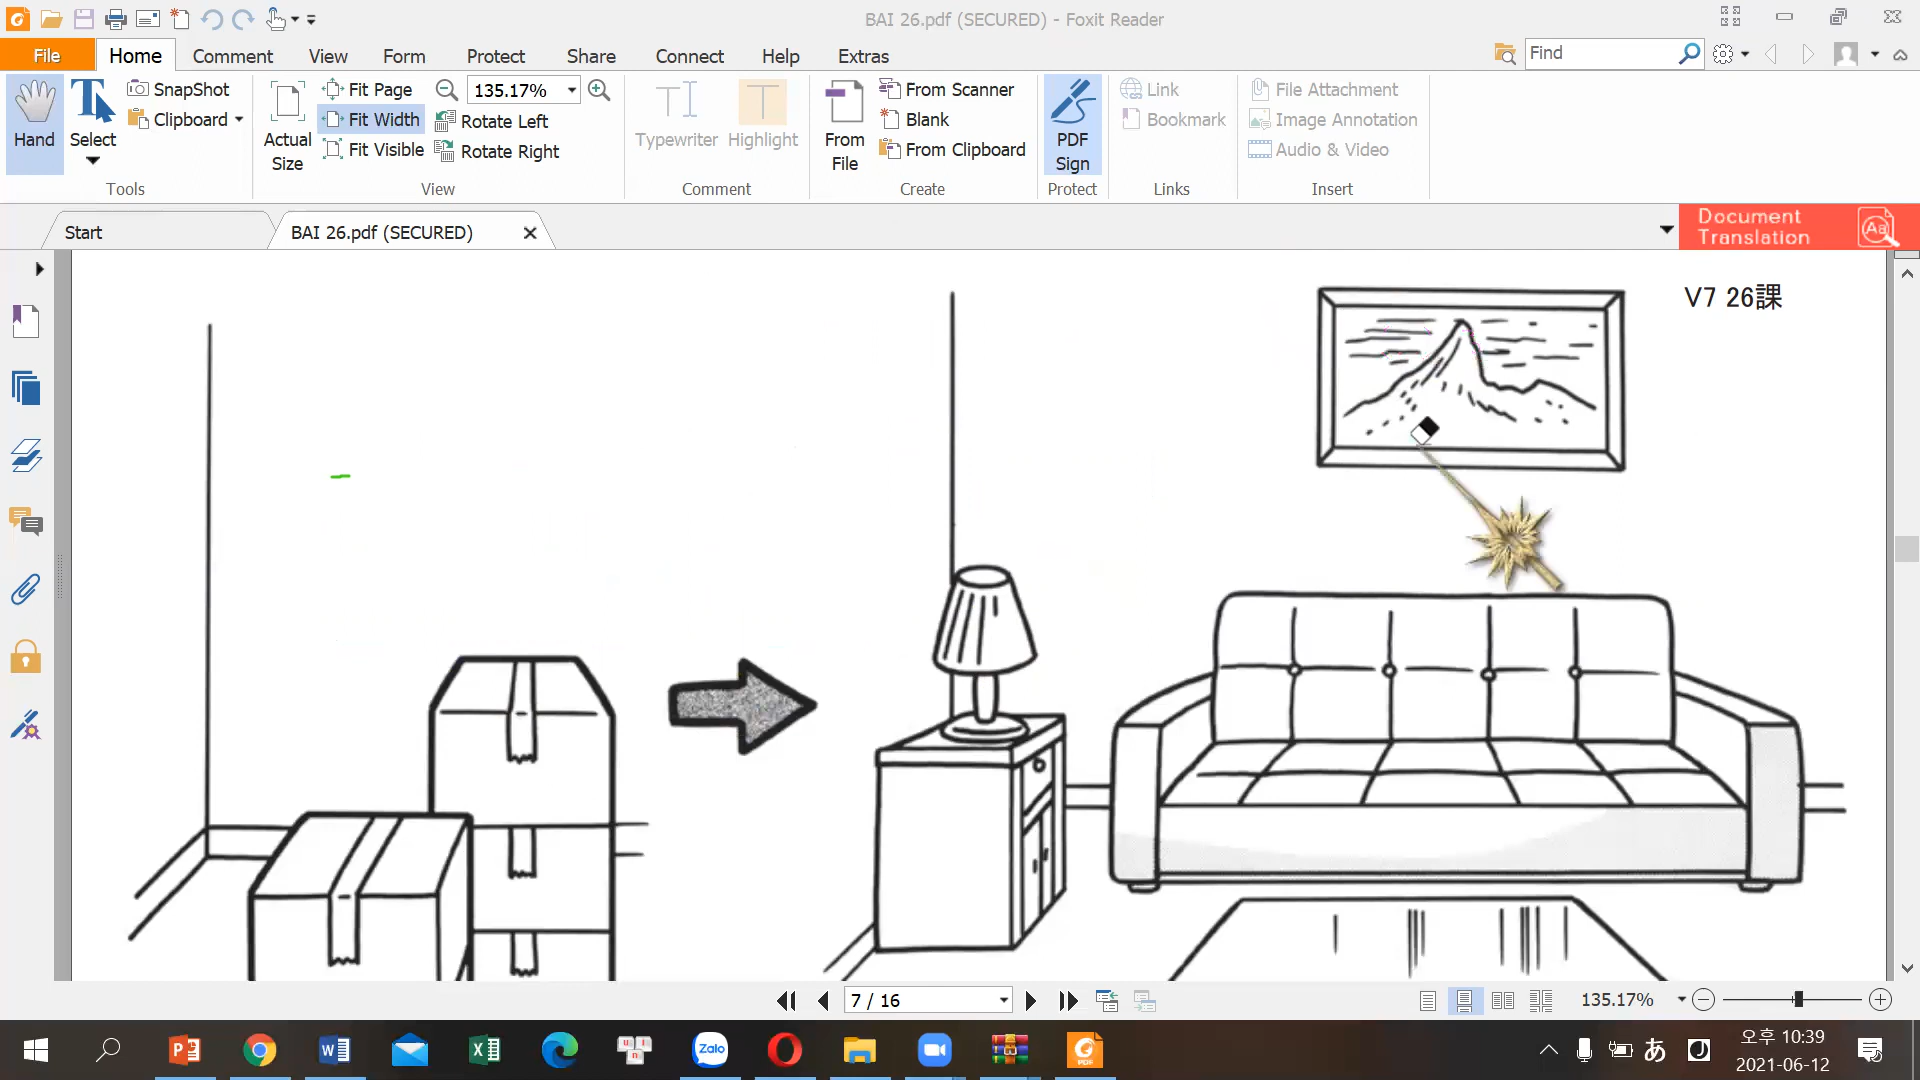 BAI 26.pdf (SECURED) - Foxit Reader
File Home Comment View Form Protect Share Connect Help Extras
Find
Hand
Select
SnapShot
Clipboard
Tools
Actual Size
Fit Page
Fit Width
Fit Visible
135.17%
Rotate Left
Rotate Right
View
Typewriter
Highlight
Comment
From File
From Scanner
Blank
From Clipboard
Create
PDF Sign
Protect
Link
Bookmark
Links
File Attachment
Image Annotation
Audio & Video
Insert
Start
BAI 26.pdf (SECURED)
Document
Translation
Aa
V7 26課
7 / 16
135.17%
Zalo
PDF
あ
오후 10:39
2021-06-12